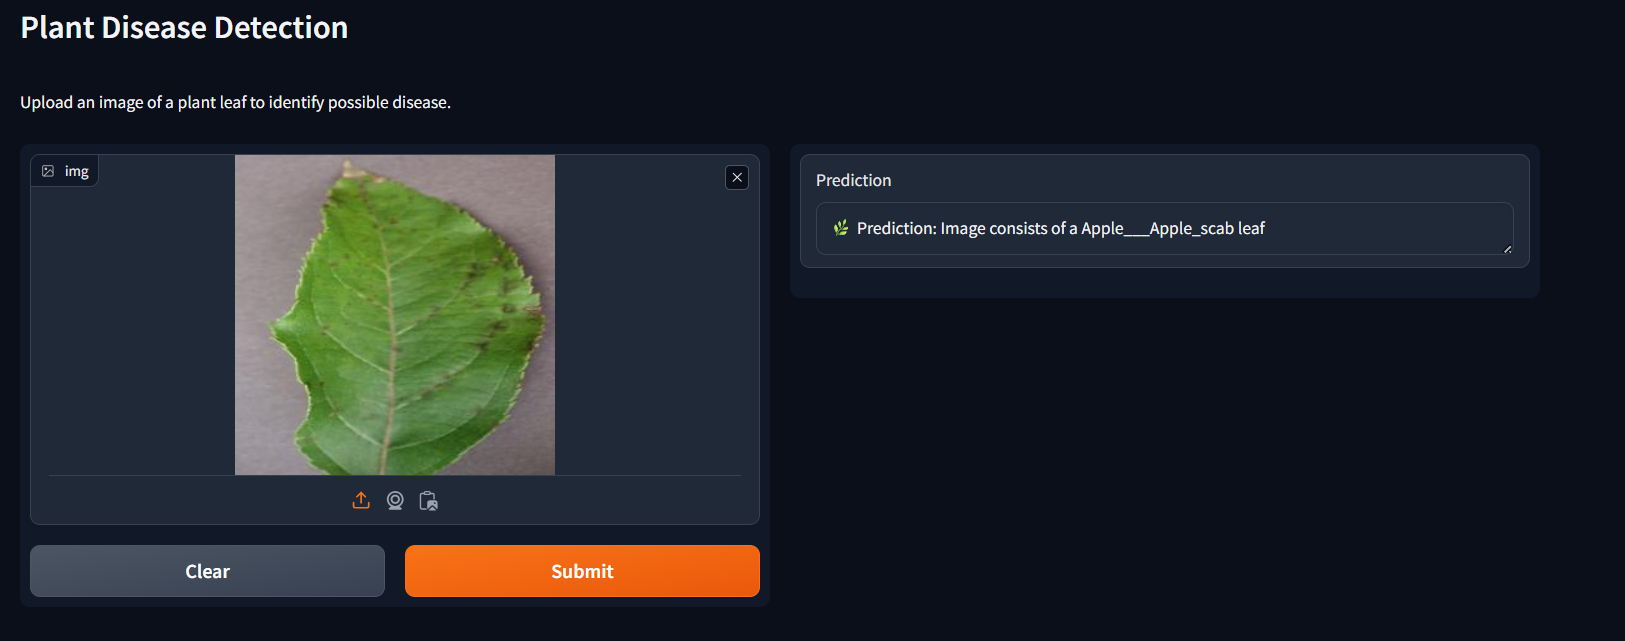 Plant Disease Detection
Upload an image of a plant leaf to identify possible disease.
img
Prediction
Prediction: Image consists of a Apple___Apple_scab leaf
Clear
Submit